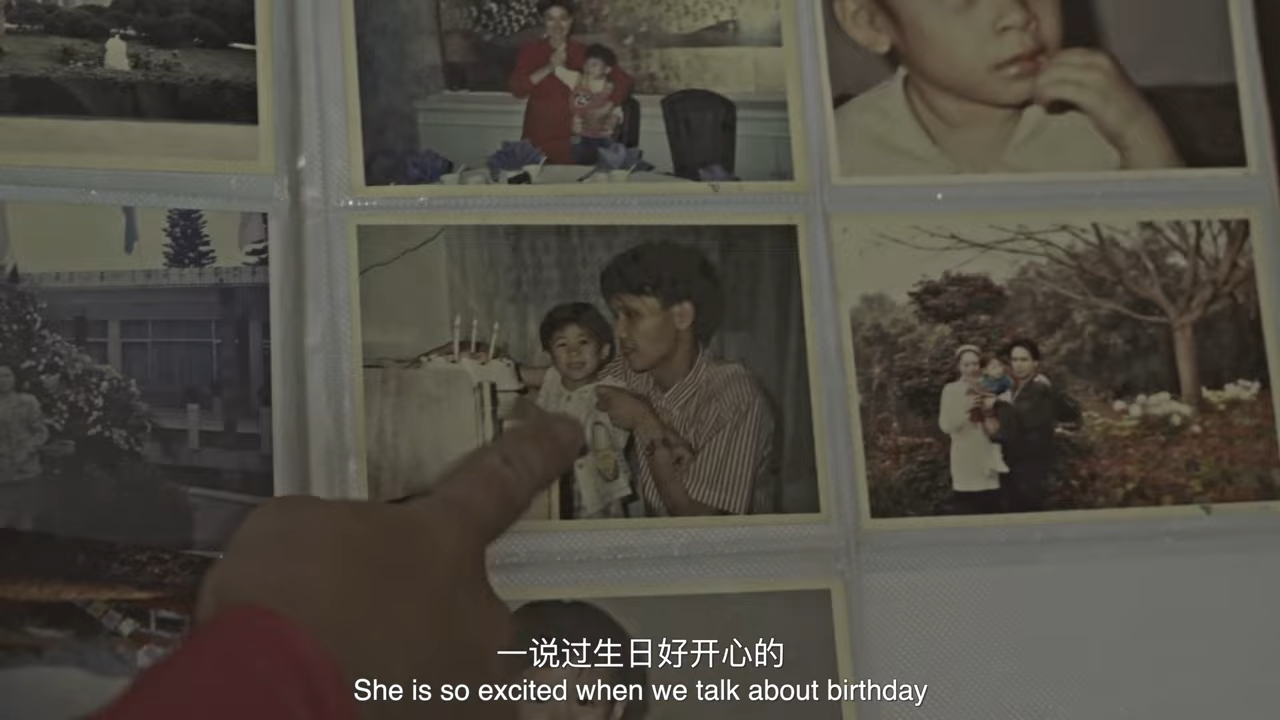 一说过生日好开心的
She is so excited when we talk about birthday